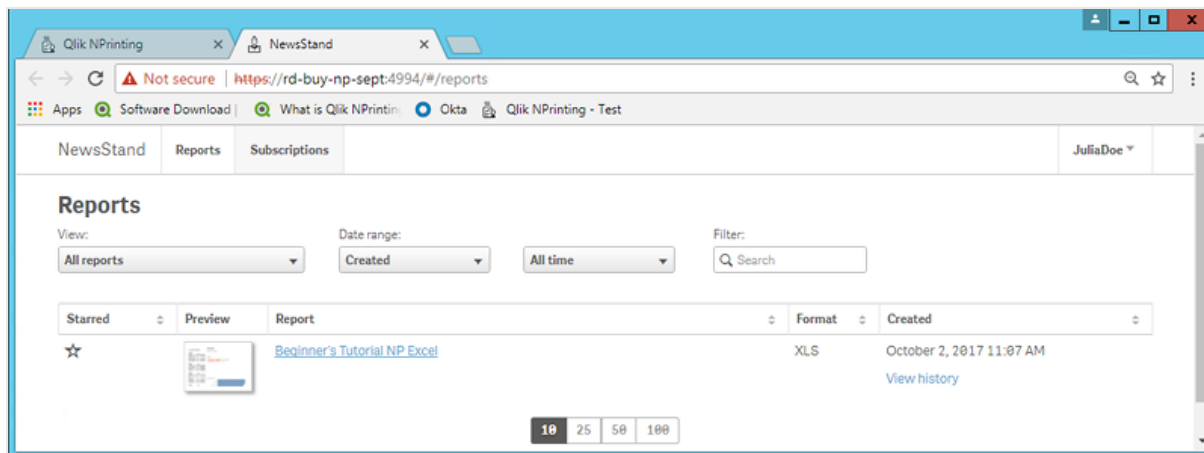 Qlik NPrinting
NewsStand
Not secure | https://rd-buy-np-sept:4994/#/reports
Apps Software Download | What is Qlik NPrintin Okta Qlik NPrinting - Test
NewsStand Reports Subscriptions JuliaDoe
Reports
View: Date range: Filter:
All reports Created All time Search
Starred Preview Report Format Created
Beginner's Tutorial NP Excel XLS October 2, 2017 11:07 AM
View history
10 25 50 100